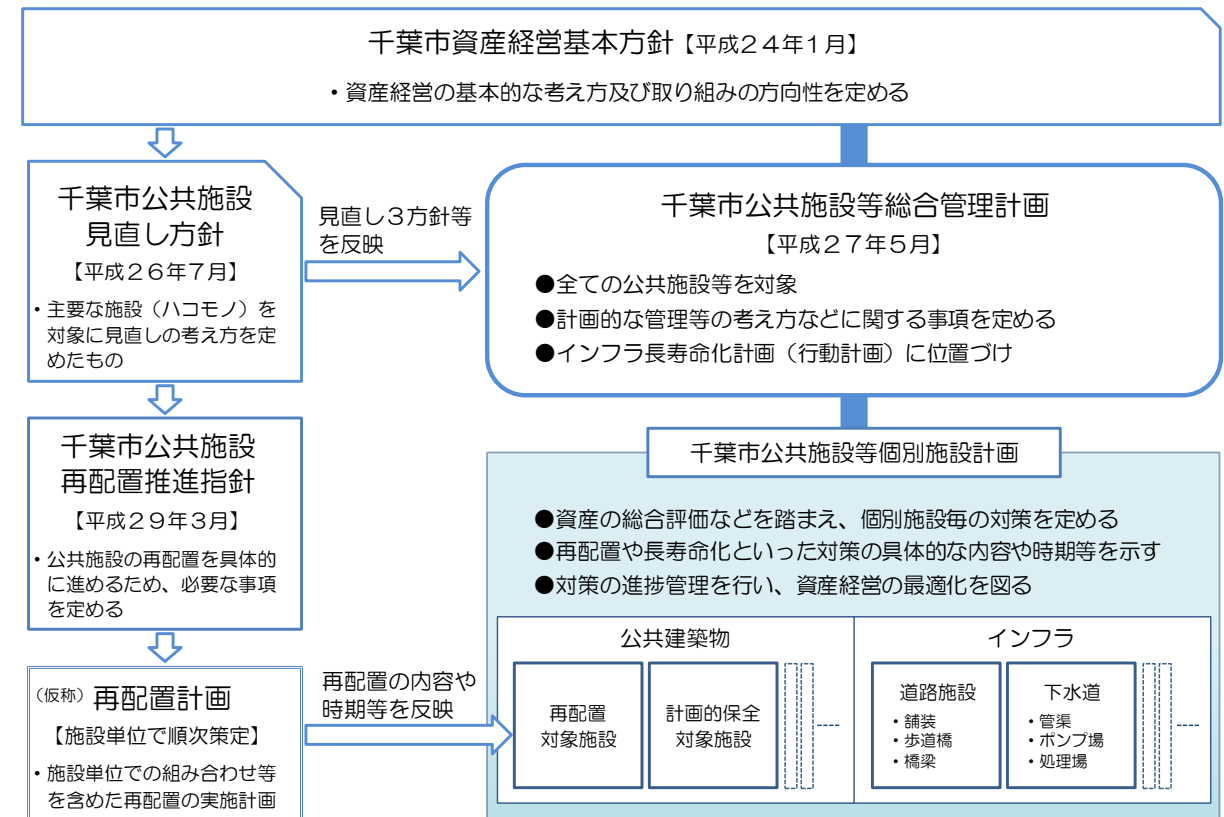 千葉市資産経営基本方針【平成24年1月】
・資産経営の基本的な考え方及び取り組みの方向性を定める
千葉市公共施設
見直し方針
【平成26年7月】
・主要な施設（ハコモノ）を
対象に見直しの考え方を定
めたもの
見直し3方針等
を反映
千葉市公共施設等総合管理計画
【平成27年5月】
●全ての公共施設等を対象
●計画的な管理等の考え方などに関する事項を定める
●インフラ長寿命化計画（行動計画）に位置づけ
千葉市公共施設
再配置推進指針
【平成29年3月】
・公共施設の再配置を具体的
に進めるため、必要な事項
を定める
（仮称）再配置計画
【施設単位で順次策定】
・施設単位での組み合わせ等
を含めた再配置の実施計画
再配置の内容や
時期等を反映
千葉市公共施設等個別施設計画
●資産の総合評価などを踏まえ、個別施設毎の対策を定める
●再配置や長寿命化といった対策の具体的な内容や時期等を示す
●対策の進捗管理を行い、資産経営の最適化を図る
公共建築物
再配置
対象施設
計画的保全
対象施設
インフラ
道路施設
・舗装
・歩道橋
・橋梁
下水道
・管渠
・ポンプ場
・処理場